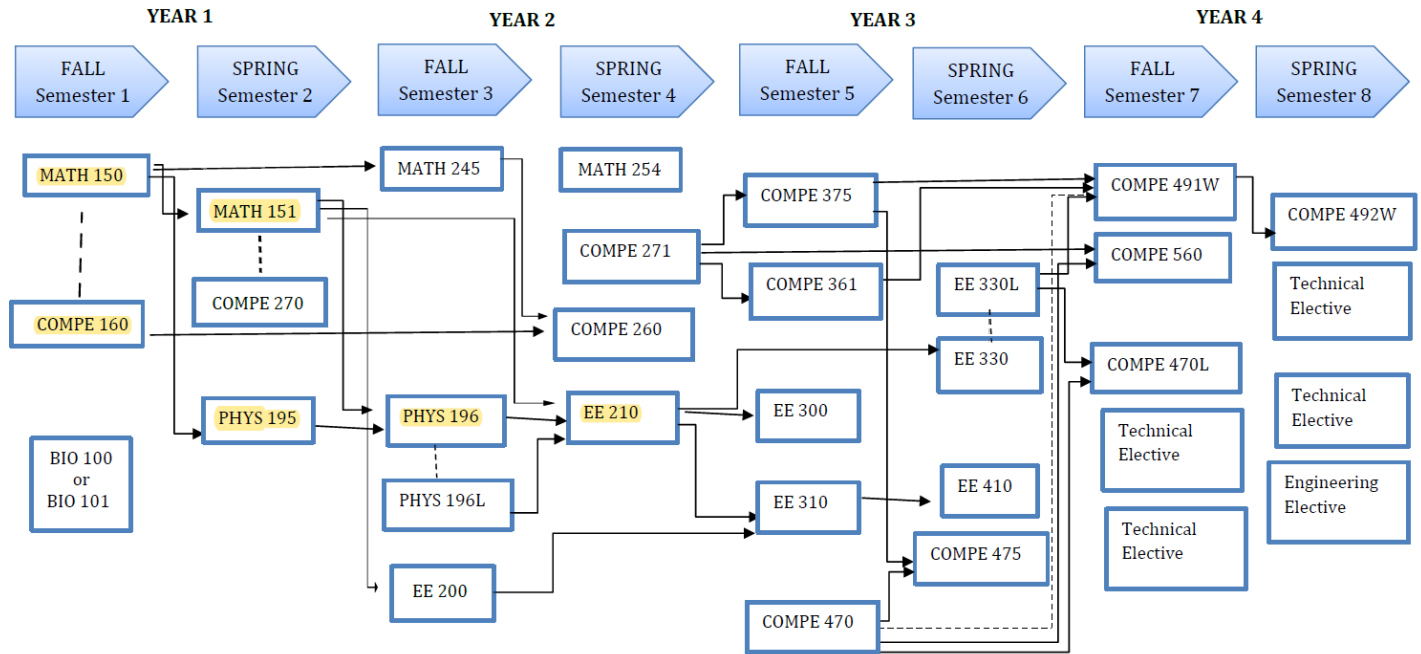 YEAR 1
YEAR 2
YEAR 3
YEAR 4
FALL
Semester 1
SPRING
Semester 2
FALL
Semester 3
SPRING
Semester 4
FALL
Semester 5
SPRING
Semester 6
FALL
Semester 7
SPRING
Semester 8
MATH 150
COMPE 160
BIO 100
or
BIO 101
MATH 151
COMPE 270
PHYS 195
MATH 245
PHYS 196
PHYS 196L
EE 200
MATH 254
COMPE 271
COMPE 260
EE 210
COMPE 375
COMPE 361
EE 300
EE 310
COMPE 470
EE 330L
EE 330
EE 410
COMPE 475
COMPE 491W
COMPE 560
COMPE 470L
Technical
Elective
Technical
Elective
COMPE 492W
Technical
Elective
Technical
Elective
Engineering
Elective